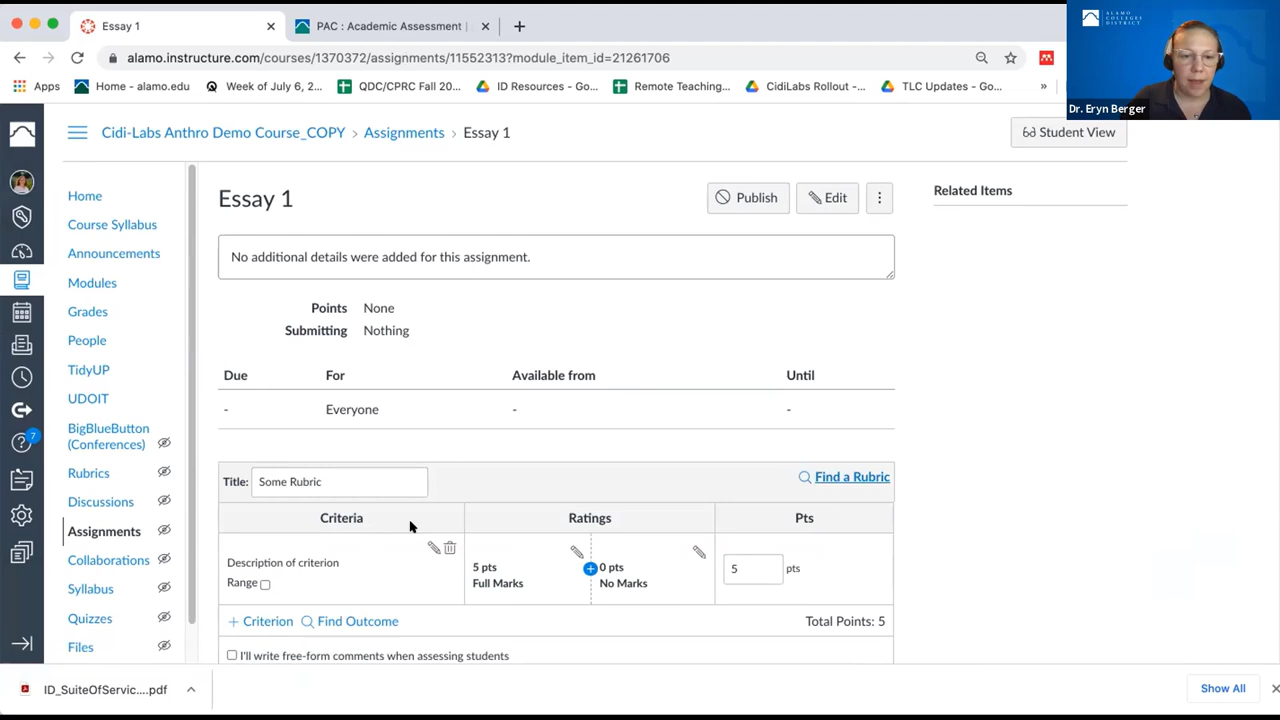 Essay 1
PAC : Academic Assessment |
alamo.instructure.com/courses/1370372/assignments/11552313?module_item_id=21261706
Apps
Home - alamo.edu
Week of July 6, 2...
QDC/CPRC Fall 20...
ID Resources - Go...
Remote Teaching...
CidiLabs Rollout -...
TLC Updates - Go...
»
ALAMO
COLLEGES
DISTRICT
Dr. Eryn Berger
Cidi-Labs Anthro Demo Course_COPY > Assignments > Essay 1
Student View
Home
Course Syllabus
Announcements
Modules
Grades
People
TidyUP
UDOIT
BigBlueButton
(Conferences)
Rubrics
Discussions
Assignments
Collaborations
Syllabus
Quizzes
Files
7
Essay 1
Publish
Edit
Related Items
No additional details were added for this assignment.
Points None
Submitting Nothing
Due For Available from Until
- Everyone - -
Title: Some Rubric
Find a Rubric
Criteria Ratings Pts
Description of criterion
Range
5 pts
Full Marks
0 pts
No Marks
5 pts
+ Criterion Find Outcome
Total Points: 5
I'll write free-form comments when assessing students
ID_SuiteOfServic....pdf
Show All